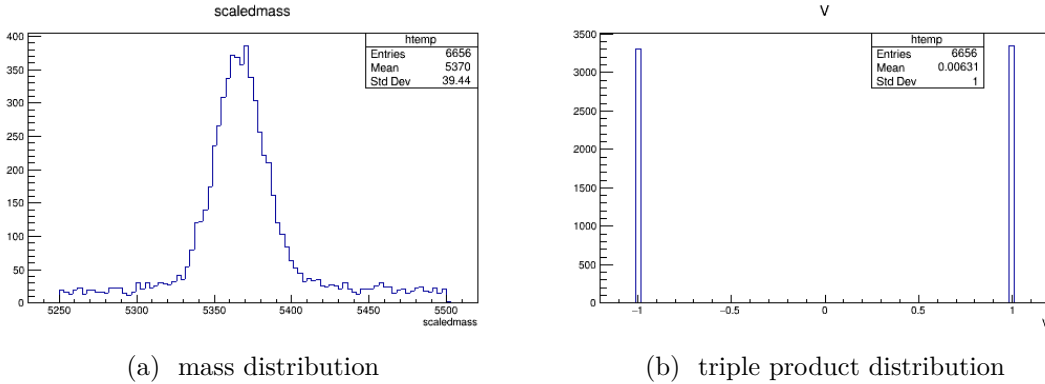 scaledmass
htemp
Entries 6656
Mean 5370
Std Dev 39.44
400
350
300
250
200
150
100
50
0
5250 5300 5350 5400 5450 5500
scaledmass
(a) mass distribution
V
htemp
Entries 6656
Mean 0.00631
Std Dev 1
3500
3000
2500
2000
1500
1000
500
0
−1 −0.5 0 0.5 1
(b) triple product distribution